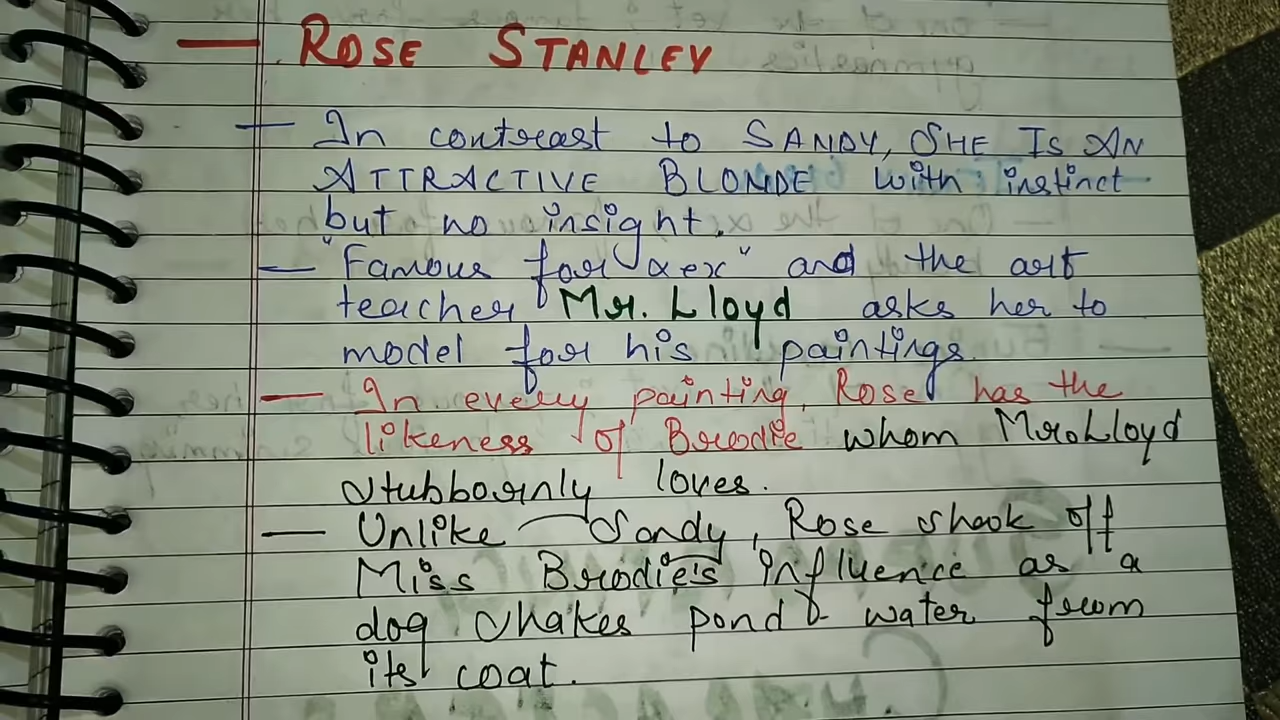 — ROSE STANLEY
— In contrast to SANDY, SHE IS AN
ATTRACTIVE BLONDE with instinct
but no insight.
— "Famous for sex" and the art
teacher Mr. Lloyd asks her to
model for his paintings.
— In every painting, Rose has the
likeness of Brodie whom Mr. Lloyd
stubbornly loves.
— Unlike Sandy, Rose shook off
Miss Brodie's influence as a
dog shakes pond water from
its coat.